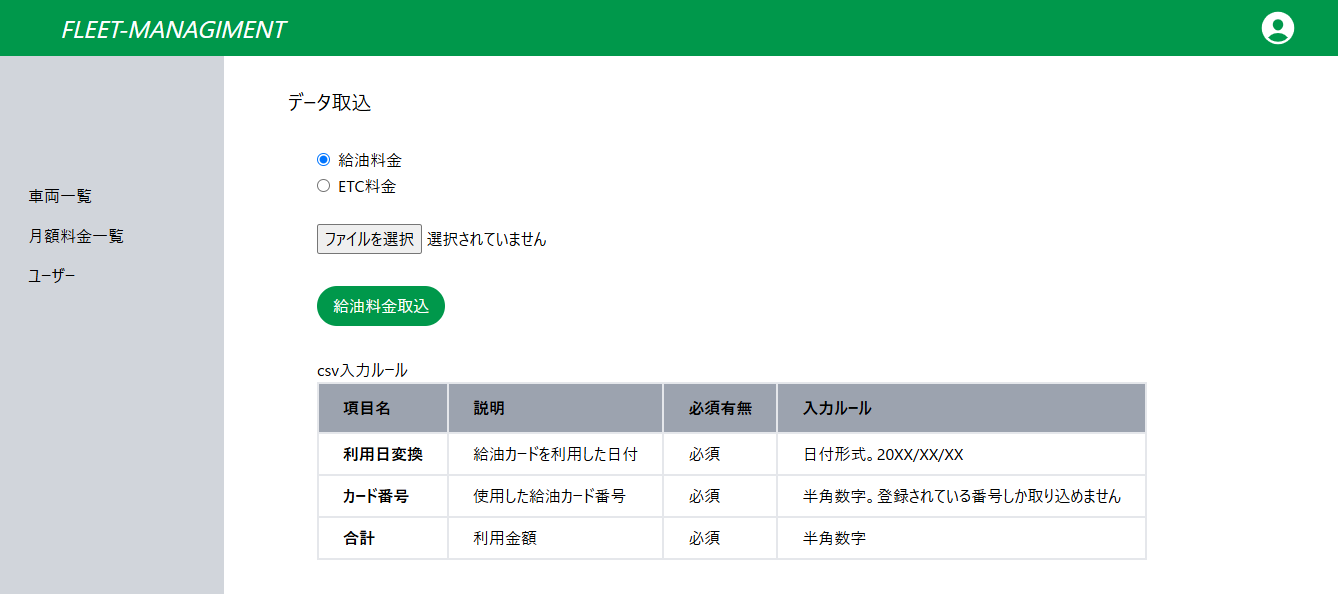 FLEET-MANAGIMENT
車両一覧
月額料金一覧
ユーザー
データ取込
給油料金
ETC料金
ファイルを選択 選択されていません
給油料金取込
csv入力ルール
項目名 説明 必須有無 入力ルール
利用日変換 給油カードを利用した日付 必須 日付形式。20XX/XX/XX
カード番号 使用した給油カード番号 必須 半角数字。登録されている番号しか取り込めません
合計 利用金額 必須 半角数字